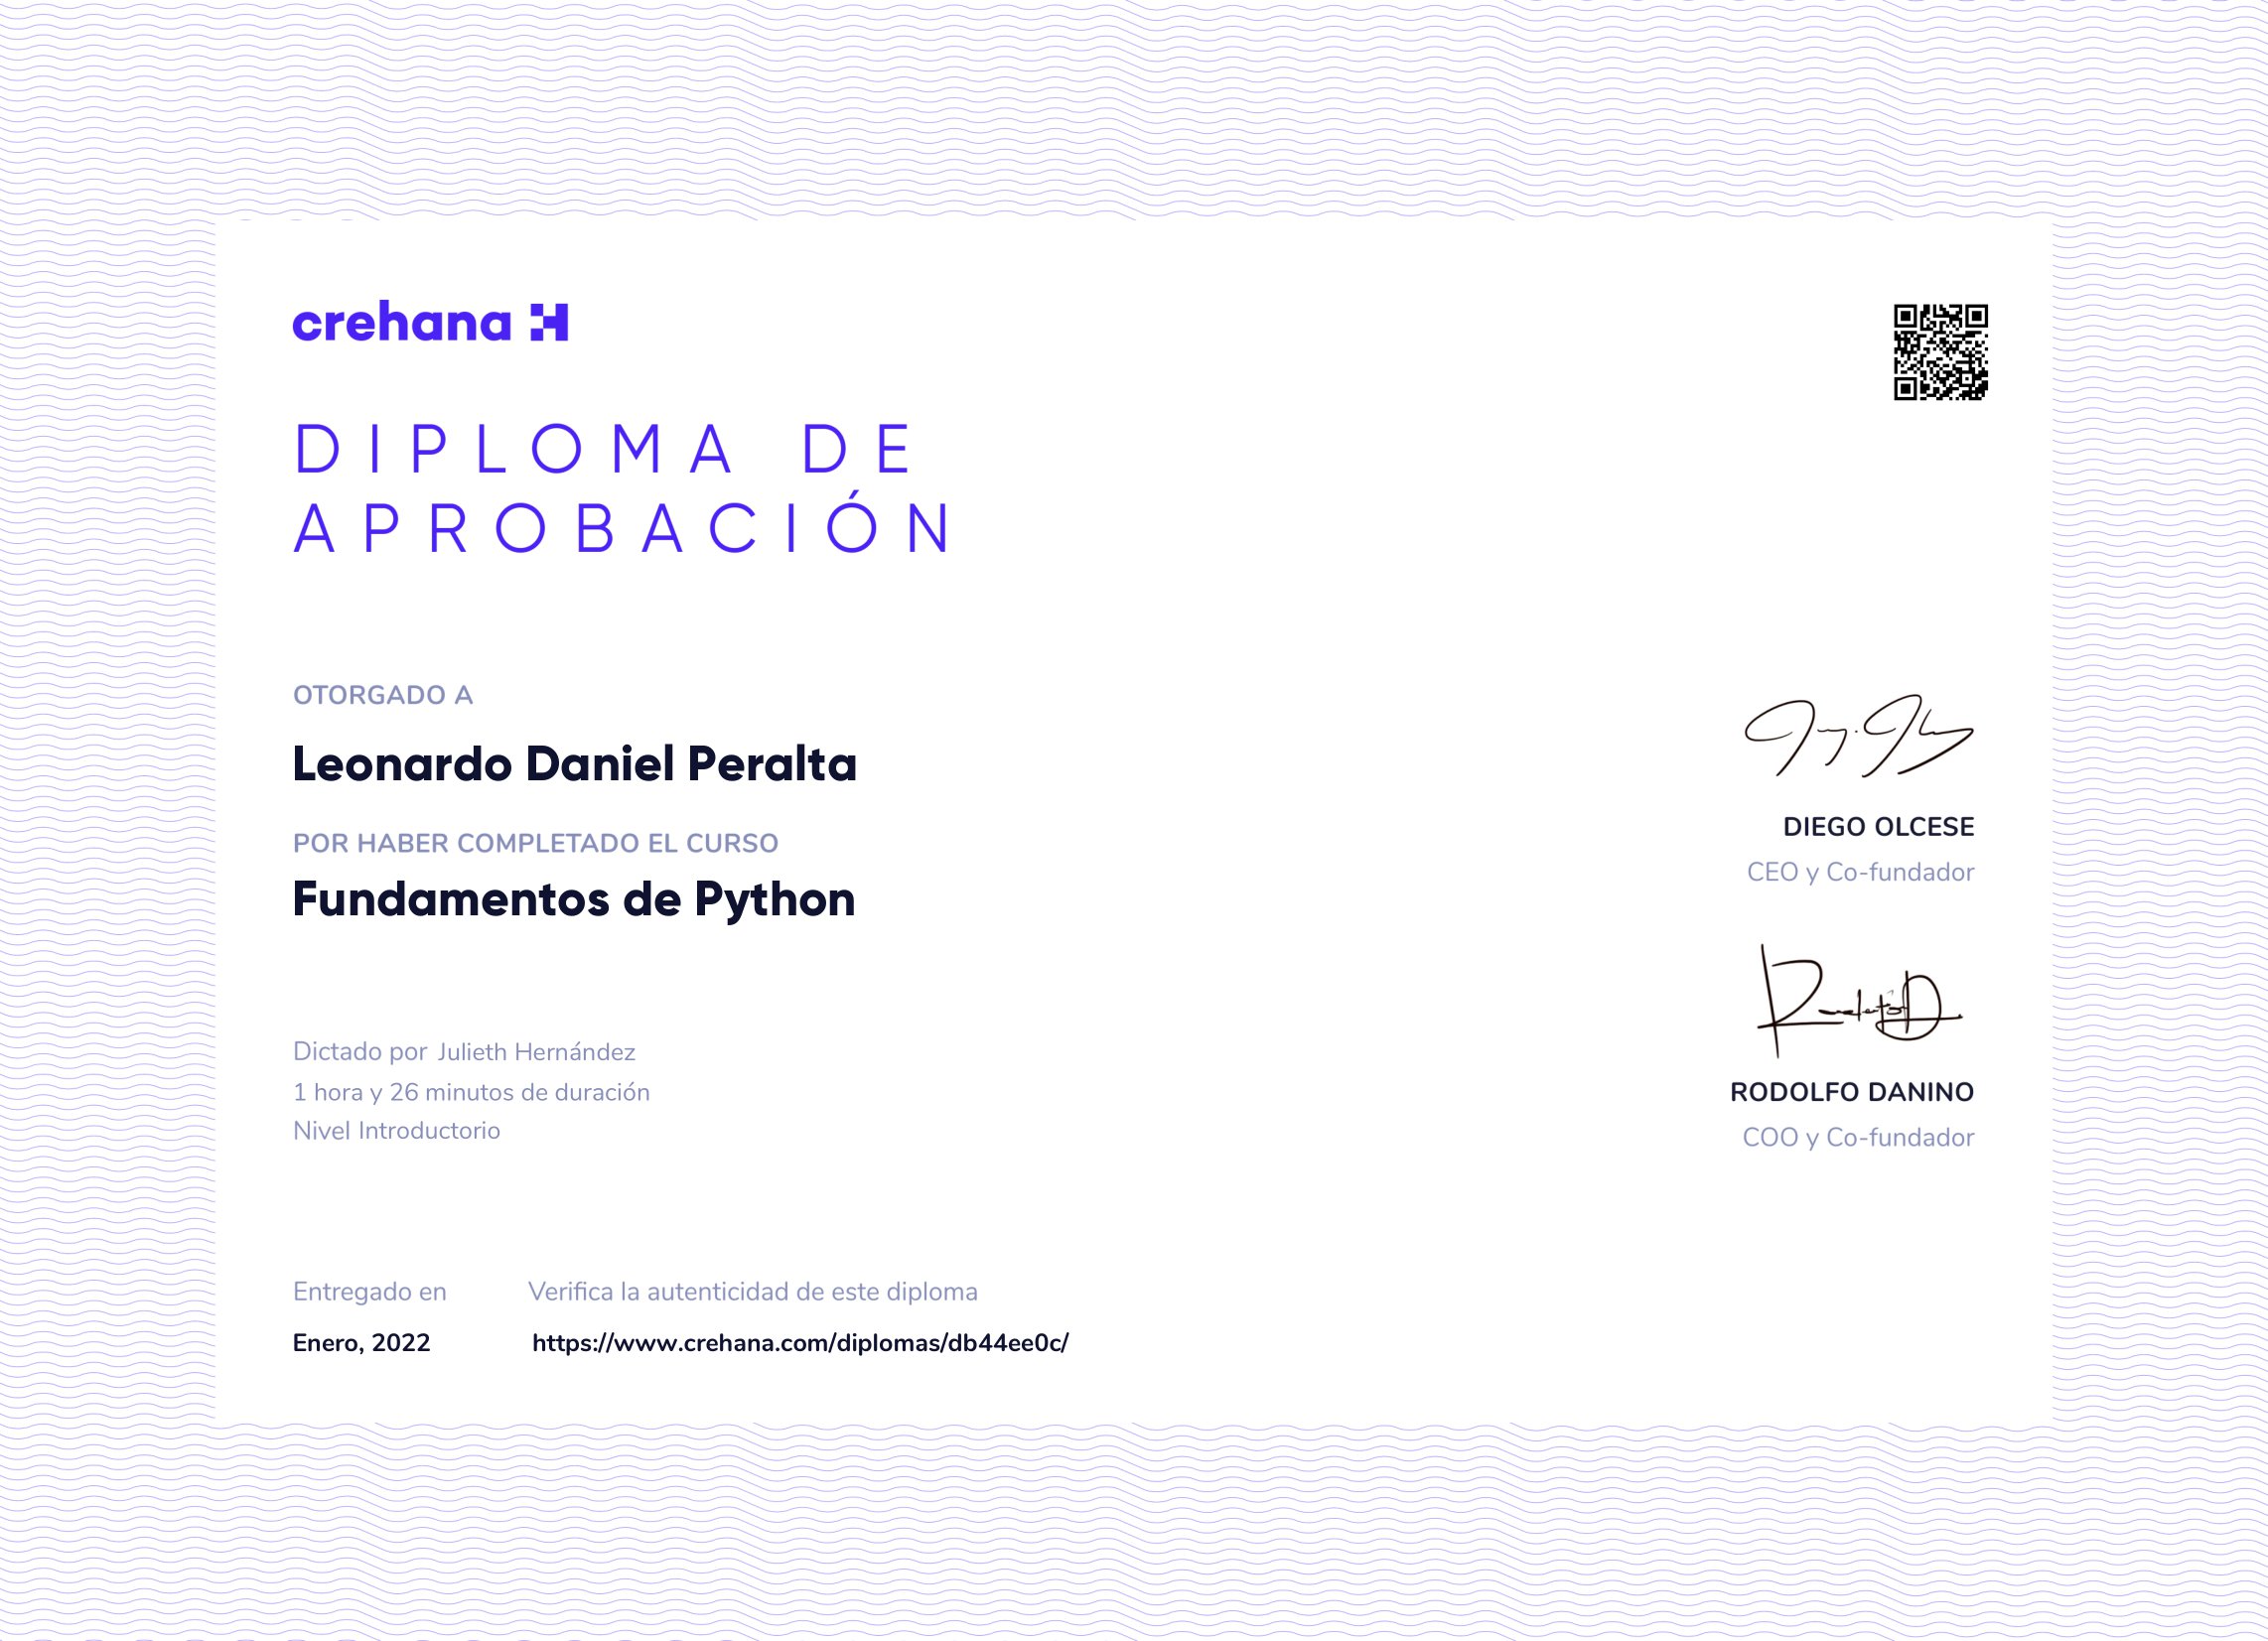 crehana
DIPLOMA DE
APROBACIÓN
OTORGADO A
Leonardo Daniel Peralta
POR HABER COMPLETADO EL CURSO
Fundamentos de Python
Dictado por Julieth Hernández
1 hora y 26 minutos de duración
Nivel Introductorio
Entregado en
Enero, 2022
Verifica la autenticidad de este diploma
https://www.crehana.com/diplomas/db44ee0c/
DIEGO OLCESE
CEO y Co-fundador
RODOLFO DANINO
COO y Co-fundador